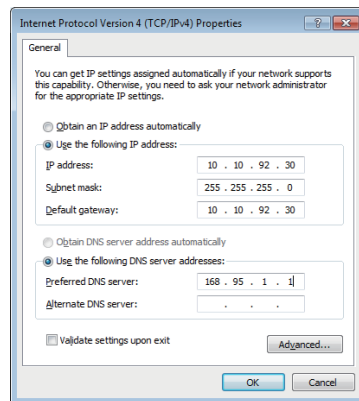 Internet Protocol Version 4 (TCP/IPv4) Properties
General
You can get IP settings assigned automatically if your network supports
this capability. Otherwise, you need to ask your network administrator
for the appropriate IP settings.
Obtain an IP address automatically
Use the following IP address:
IP address: 10 . 10 . 92 . 30
Subnet mask: 255 . 255 . 255 . 0
Default gateway: 10 . 10 . 92 . 30
Obtain DNS server address automatically
Use the following DNS server addresses:
Preferred DNS server: 168 . 95 . 1 . 1
Alternate DNS server: . . .
Validate settings upon exit
Advanced...
OK Cancel